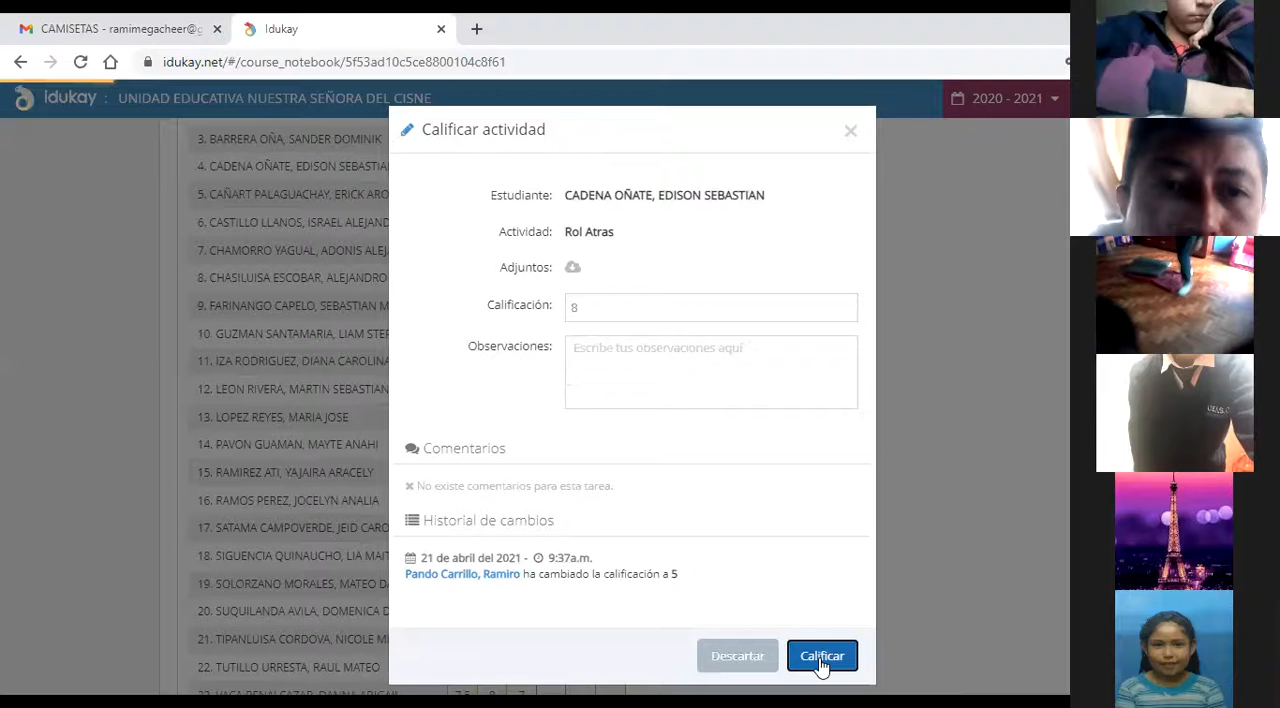 CAMISETAS - ramimegacheer@g
Idukay
idukay.net/#/course_notebook/5f53ad10c5ce8800104c8f61
idukay : UNIDAD EDUCATIVA NUESTRA SEÑORA DEL CISNE
2020 - 2021
3. BARRERA OÑA, SANDER DOMINIK
4. CADENA OÑATE, EDISON SEBASTIA
5. CAÑART PALAGUACHAY, ERICK ARO
6. CASTILLO LLANOS, ISRAEL ALEJAND
7. CHAMORRO YAGUAL, ADONIS ALEJA
8. CHASILUISA ESCOBAR, ALEJANDRO
9. FARINANGO CAPELO, SEBASTIAN M
10. GUZMAN SANTAMARIA, LIAM STE
11. IZA RODRIGUEZ, DIANA CAROLINA
12. LEON RIVERA, MARTIN SEBASTIAN
13. LOPEZ REYES, MARIA JOSE
14. PAVON GUAMAN, MAYTE ANAHI
15. RAMIREZ ATI, YAJAIRA ARACELY
16. RAMOS PEREZ, JOCELYN ANALIA
17. SATAMA CAMPOVERDE, JEID CARO
18. SIGUENCIA QUINAUCHO, LIA MAIT
19. SOLORZANO MORALES, MATEO DA
20. SUQUILANDA AVILA, DOMENICA D
21. TIPANLUISA CORDOVA, NICOLE MI
22. TUTILLO URRESTA, RAUL MATEO
Calificar actividad
Estudiante: CADENA OÑATE, EDISON SEBASTIAN
Actividad: Rol Atras
Adjuntos:
Calificación: 8
Observaciones: Escribe tus observaciones aquí
Comentarios
No existe comentarios para esta tarea.
Historial de cambios
21 de abril del 2021 - 9:37a.m.
Pando Carrillo, Ramiro ha cambiado la calificación a 5
Descartar
Calificar